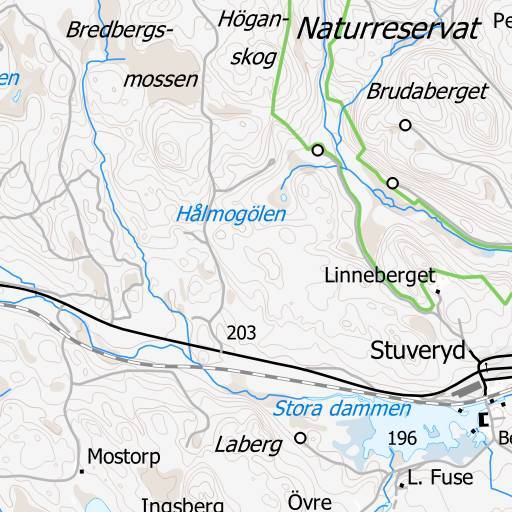 Högan-
skog
Naturreservat
Pe
Bredbergs-
mossen
en
Brudaberget
Hålmogölen
Linneberget
203
Stuveryd
Stora dammen
Laberg
196
Be
Mostorp
L. Fuse
Ingsberg
Övre